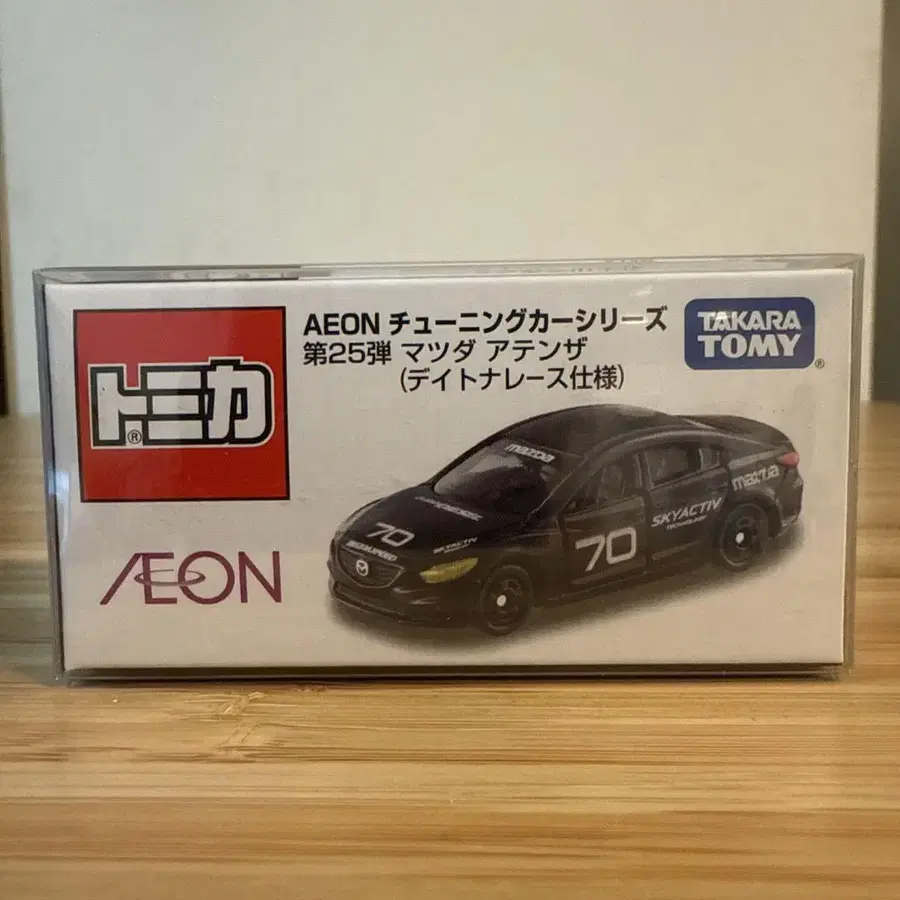 AEON チューニングカーシリーズ
第25弾 マツダ アテンザ
(デイトナレース仕様)
トミカ
®
TAKARA
TOMY
®
AEON
mazda
70
SKYACTIV
70
SKYACTIV
TECHNOLOGY
mazda